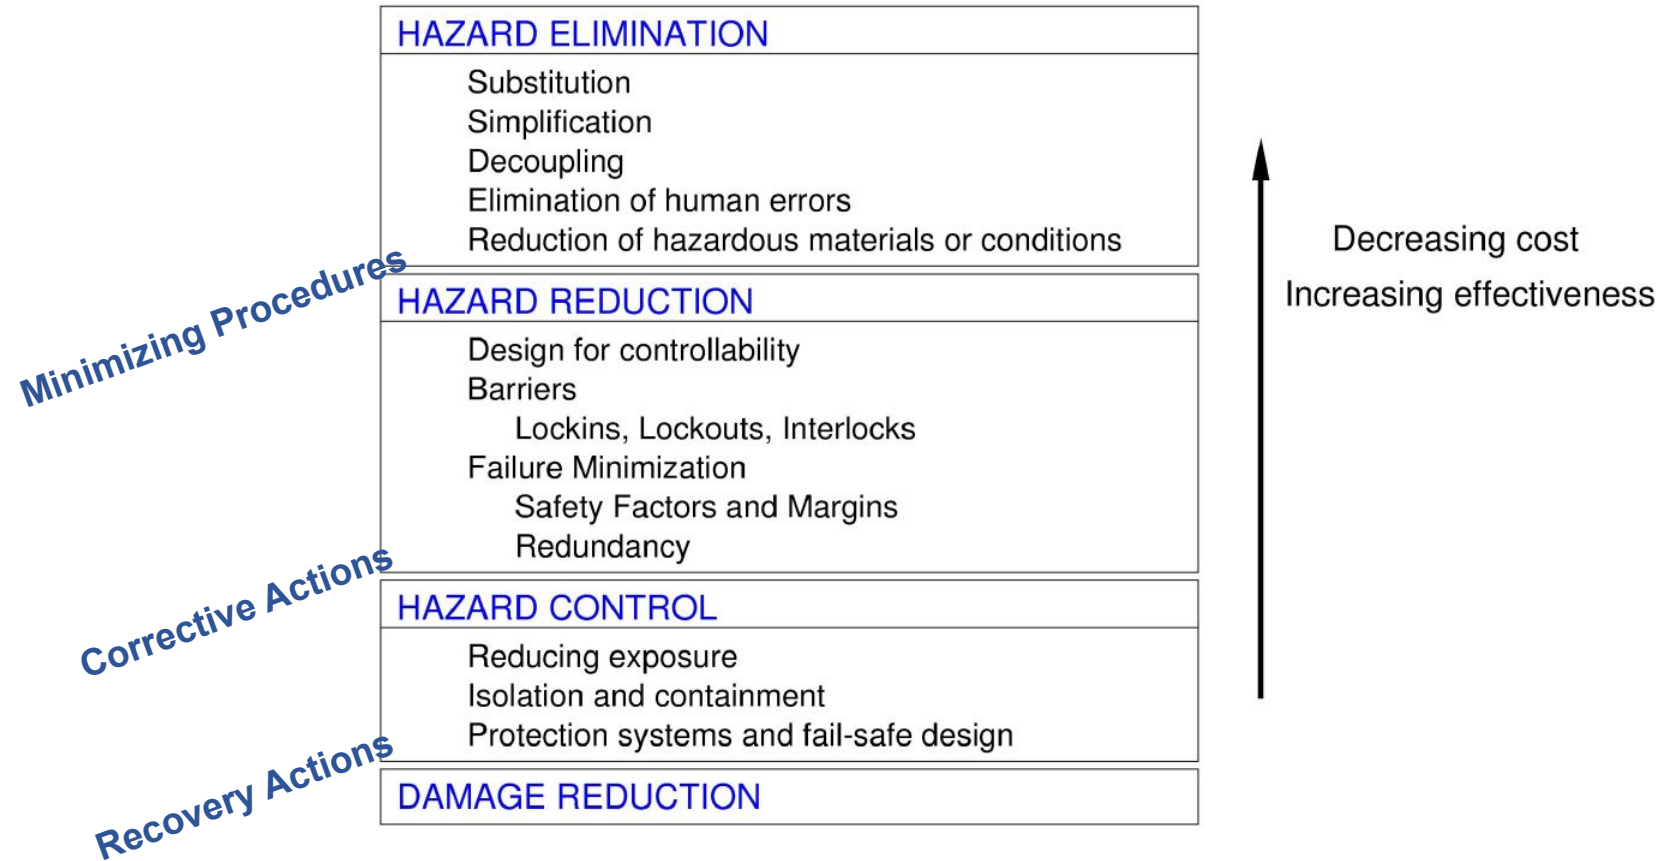 HAZARD ELIMINATION
Substitution
Simplification
Decoupling
Elimination of human errors
Reduction of hazardous materials or conditions
Minimizing Procedures
HAZARD REDUCTION
Design for controllability
Barriers
Lockins, Lockouts, Interlocks
Failure Minimization
Safety Factors and Margins
Redundancy
Corrective Actions
HAZARD CONTROL
Reducing exposure
Isolation and containment
Protection systems and fail-safe design
Recovery Actions
DAMAGE REDUCTION
Decreasing cost
Increasing effectiveness